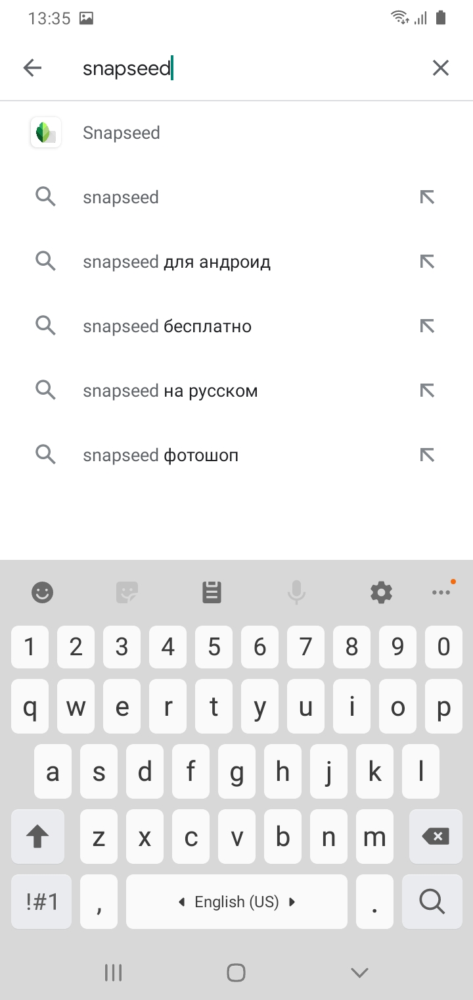 13:35
snapseed
Snapseed
snapseed
snapseed для андроид
snapseed бесплатно
snapseed на русском
snapseed фотошоп
1 2 3 4 5 6 7 8 9 0
q w e r t y u i o p
a s d f g h j k l
z x c v b n m
!#1 , English (US) .